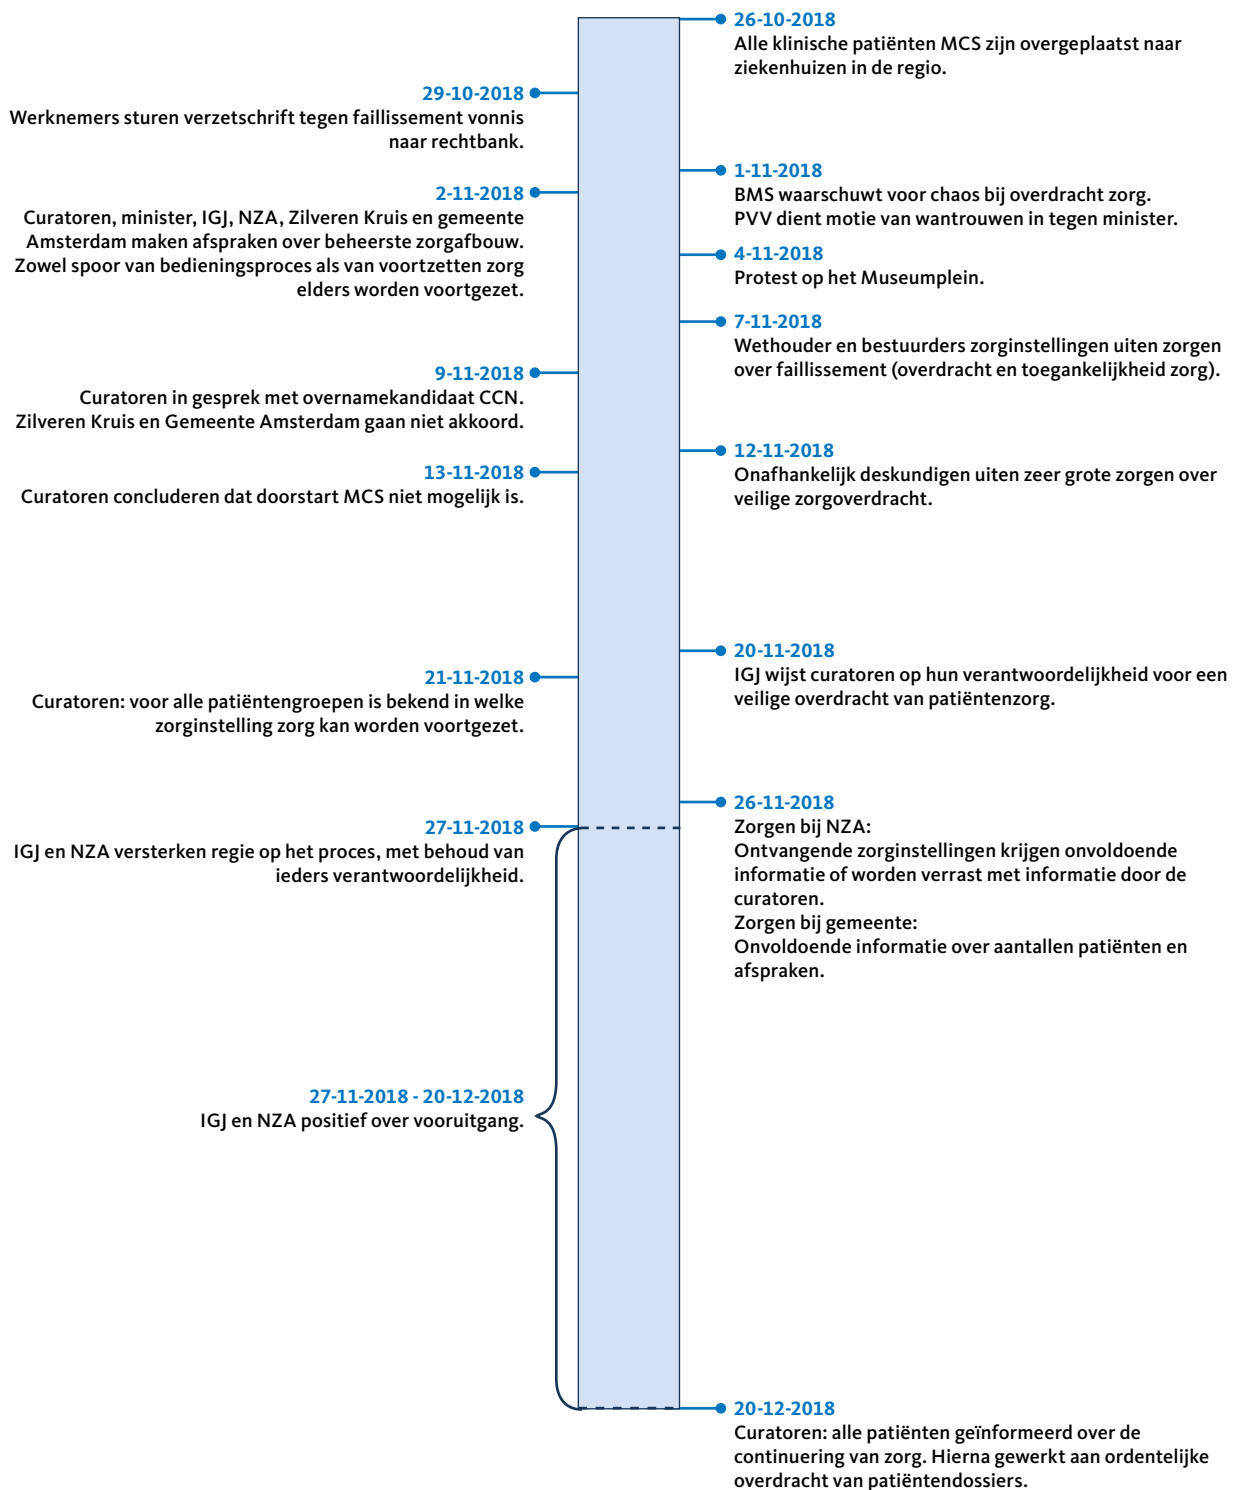 26-10-2018
Alle klinische patiënten MCS zijn overgeplaatst naar
ziekenhuizen in de regio.
29-10-2018
Werknemers sturen verzetschrift tegen faillissement vonnis
naar rechtbank.
1-11-2018
BMS waarschuwt voor chaos bij overdracht zorg.
PVV dient motie van wantrouwen in tegen minister.
2-11-2018
Curatoren, minister, IGJ, NZA, Zilveren Kruis en gemeente
Amsterdam maken afspraken over beheerste zorgafbouw.
Zowel spoor van bedieningsproces als van voortzetten zorg
elders worden voortgezet.
4-11-2018
Protest op het Museumplein.
7-11-2018
Wethouder en bestuurders zorginstellingen uiten zorgen
over faillissement (overdracht en toegankelijkheid zorg).
9-11-2018
Curatoren in gesprek met overnamekandidaat CCN.
Zilveren Kruis en Gemeente Amsterdam gaan niet akkoord.
12-11-2018
Onafhankelijk deskundigen uiten zeer grote zorgen over
veilige zorgoverdracht.
13-11-2018
Curatoren concluderen dat doorstart MCS niet mogelijk is.
20-11-2018
IGJ wijst curatoren op hun verantwoordelijkheid voor een
veilige overdracht van patiëntenzorg.
21-11-2018
Curatoren: voor alle patiëntengroepen is bekend in welke
zorginstelling zorg kan worden voortgezet.
26-11-2018
Zorgen bij NZA:
Ontvangende zorginstellingen krijgen onvoldoende
informatie of worden verrast met informatie door de
curatoren.
Zorgen bij gemeente:
Onvoldoende informatie over aantallen patiënten en
afspraken.
27-11-2018
IGJ en NZA versterken regie op het proces, met behoud van
ieders verantwoordelijkheid.
27-11-2018 - 20-12-2018
IGJ en NZA positief over vooruitgang.
20-12-2018
Curatoren: alle patiënten geïnformeerd over de
continuering van zorg. Hierna gewerkt aan ordentelijke
overdracht van patiëntendossiers.